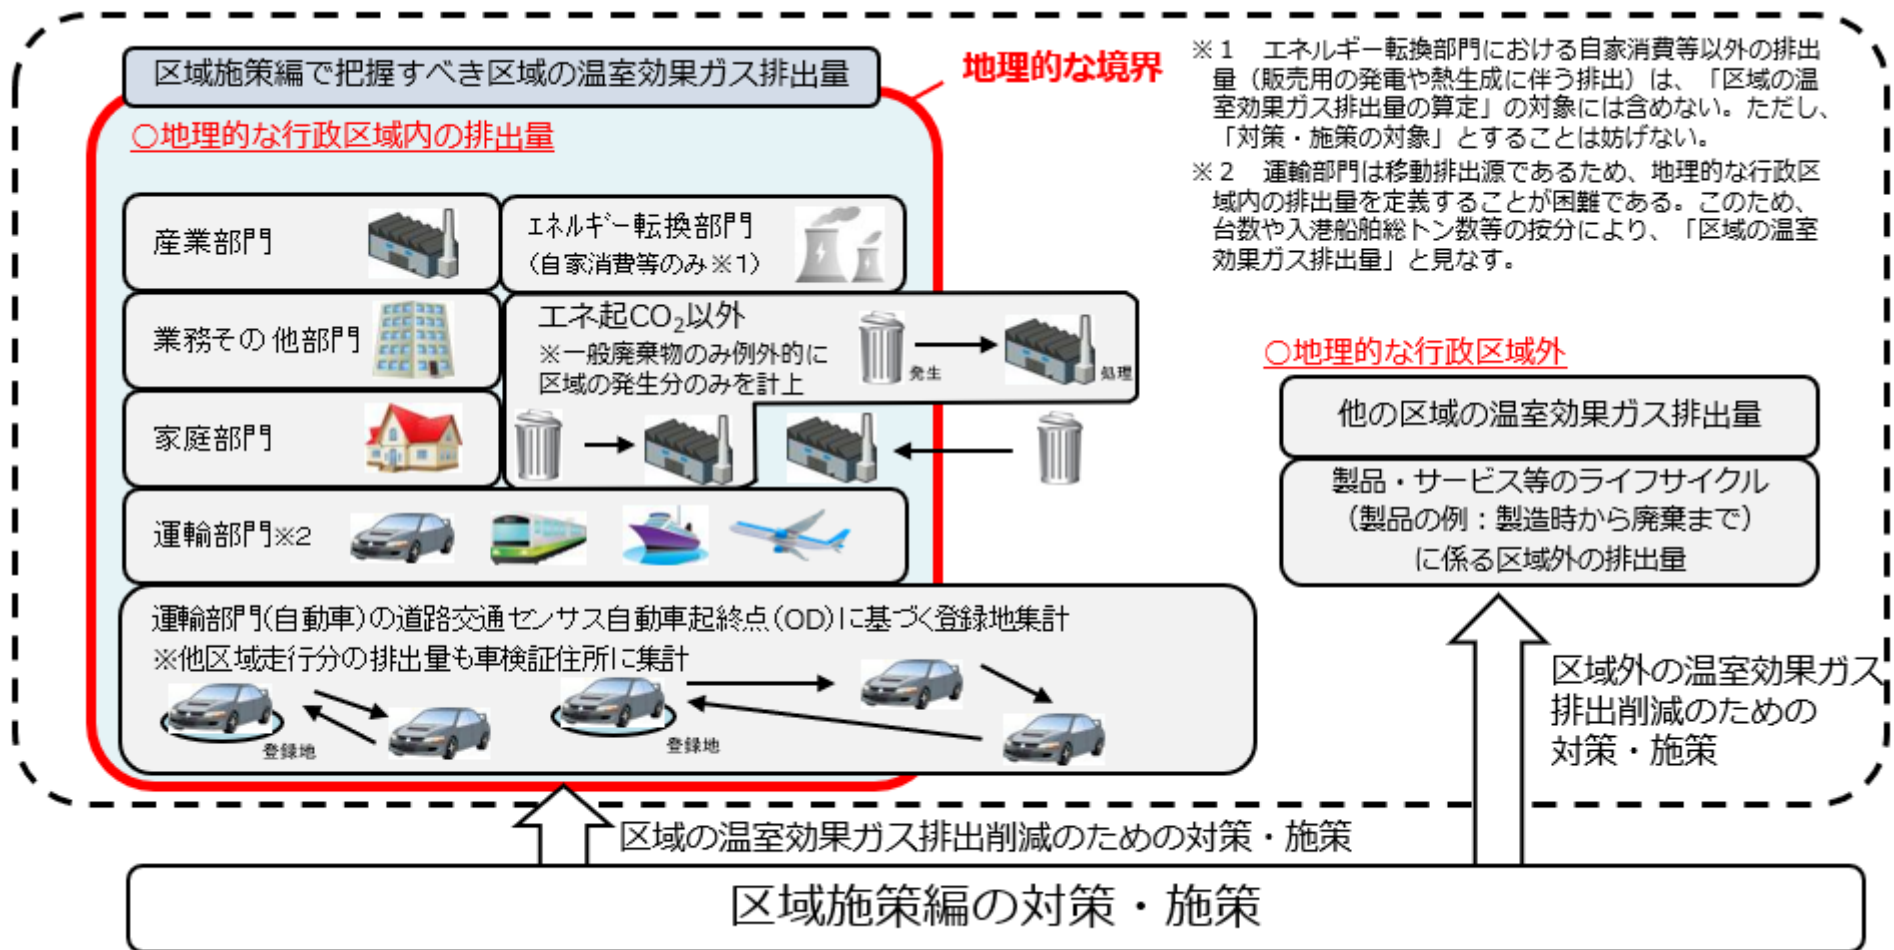 区域施策編で把握すべき区域の温室効果ガス排出量
地理的な境界
○地理的な行政区域内の排出量
産業部門
エネルギー転換部門
(自家消費等のみ※1)
業務その他部門
エネ起CO₂以外
※一般廃棄物のみ例外的に
区域の発生分のみを計上
発生
処理
家庭部門
運輸部門※2
運輸部門(自動車)の道路交通センサス自動車起終点(OD)に基づく登録地集計
※他区域走行分の排出量も車検証住所に集計
登録地
登録地
※1 エネルギー転換部門における自家消費等以外の排出
量（販売用の発電や熱生成に伴う排出）は、「区域の温
室効果ガス排出量の算定」の対象には含めない。ただし、
「対策・施策の対象」とすることは妨げない。
※2 運輸部門は移動排出源であるため、地理的な行政区
域内の排出量を定義することが困難である。このため、
台数や入港船舶総トン数等の按分により、「区域の温室
効果ガス排出量」と見なす。
○地理的な行政区域外
他の区域の温室効果ガス排出量
製品・サービス等のライフサイクル
（製品の例：製造時から廃棄まで）
に係る区域外の排出量
区域外の温室効果ガス
排出削減のための
対策・施策
区域の温室効果ガス排出削減のための対策・施策
区域施策編の対策・施策